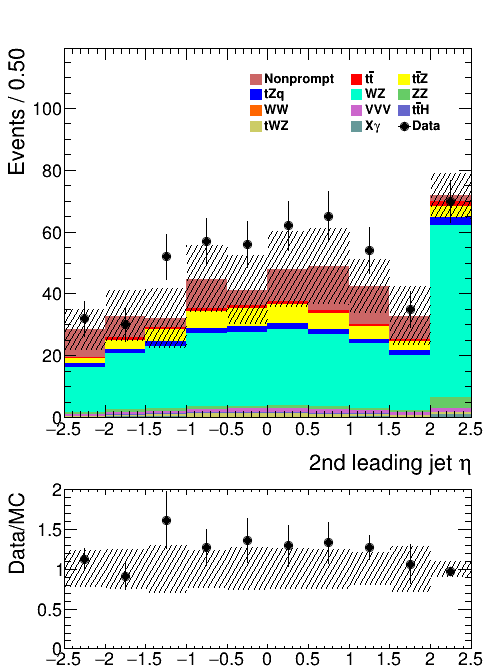 Events / 0.50
100
80
60
40
20
0
Nonprompt tt̄ tt̄Z
tZq WZ ZZ
WW VVV tt̄H
tWZ Xγ Data
−2.5 −2 −1.5 −1 −0.5 0 0.5 1 1.5 2 2.5
2nd leading jet η
Data/MC
2
1.5
1
0.5
0
−2.5 −2 −1.5 −1 −0.5 0 0.5 1 1.5 2 2.5